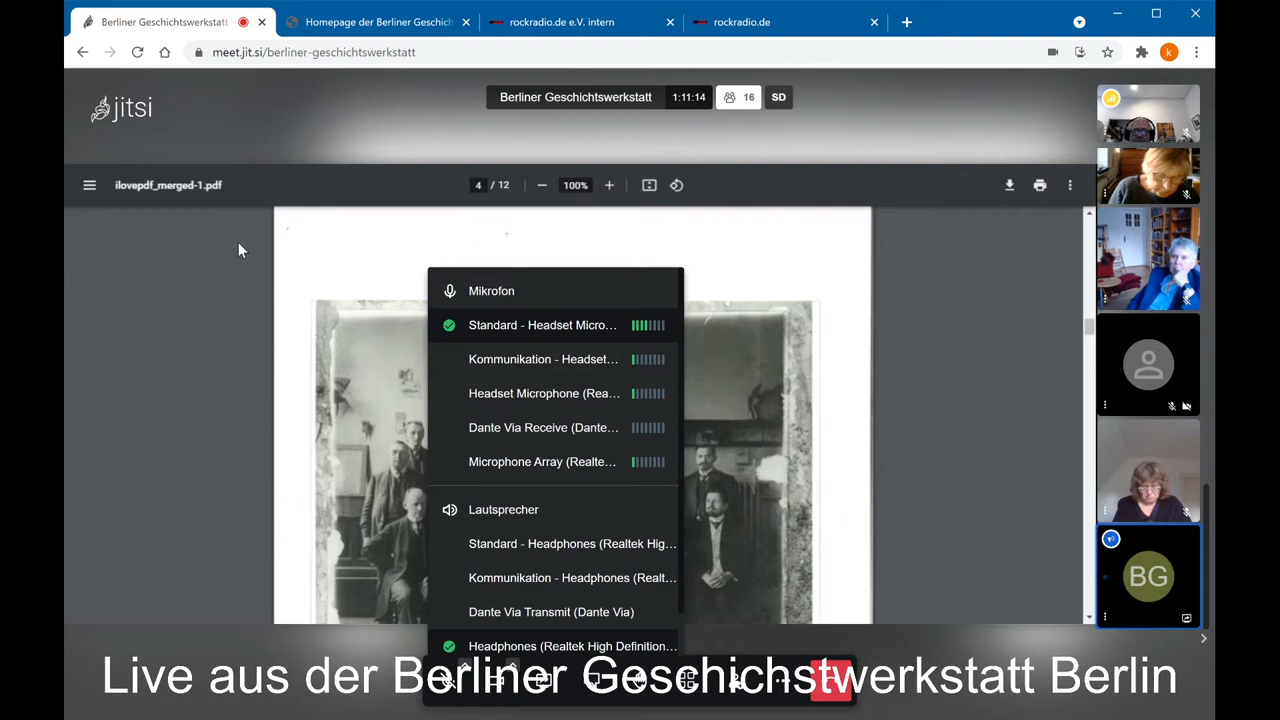 Berliner Geschichtswerkstatt
Homepage der Berliner Geschich
rockradio.de e.V. intern
rockradio.de
meet.jit.si/berliner-geschichtswerkstatt
k
jitsi
Berliner Geschichtswerkstatt
1:11:14
16
SD
ilovepdf_merged-1.pdf
4 / 12
100%
Mikrofon
Standard - Headset Micro...
Kommunikation - Headset...
Headset Microphone (Rea...
Dante Via Receive (Dante...
Microphone Array (Realte...
Lautsprecher
Standard - Headphones (Realtek Hig...
Kommunikation - Headphones (Realt...
Dante Via Transmit (Dante Via)
Headphones (Realtek High Definition...
BG
Live aus der Berliner Geschichstwerkstatt Berlin